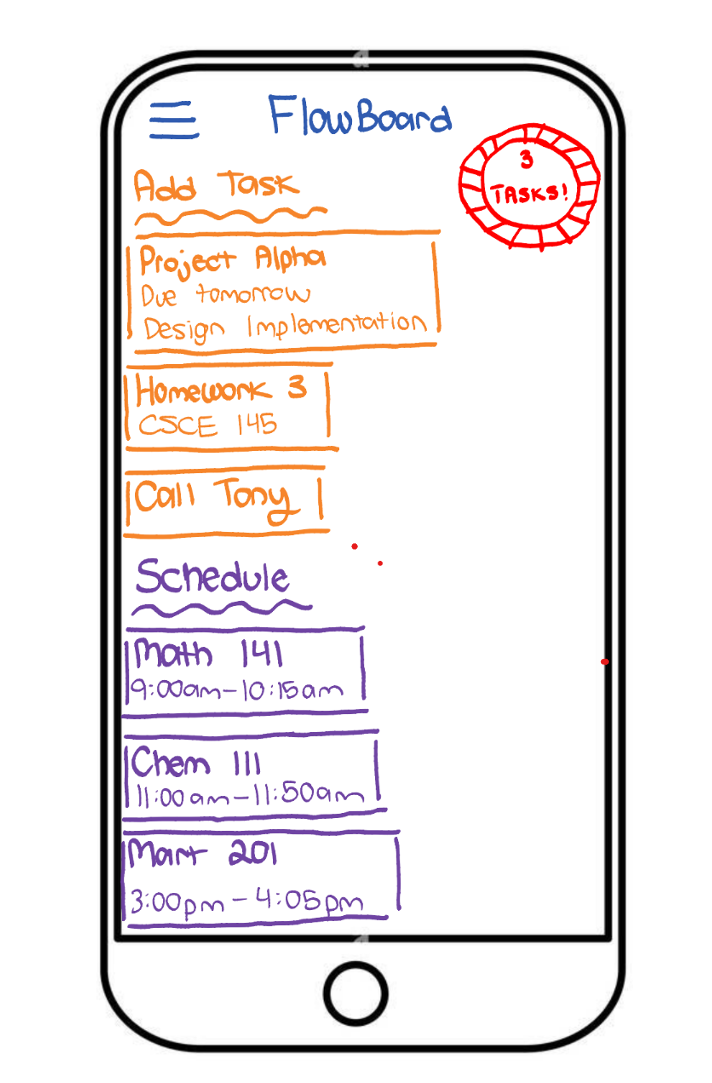 FlowBoard
3
TASKS!
Add Task
Project Alpha
Due tomorrow
Design Implementation
Homework 3
CSCE 145
Call Tony
Schedule
Math 141
9:00am-10:15am
Chem 111
11:00am-11:50am
Mart 201
3:00pm-4:05pm